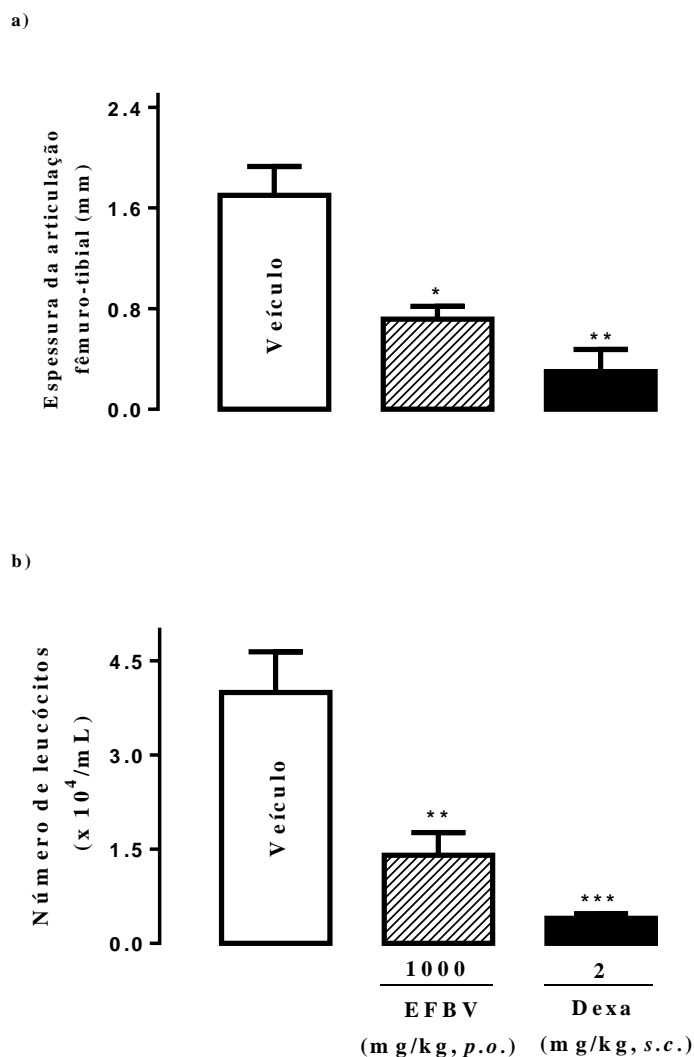 a)
2.4
1.6
0.8
0.0
Espessura da articulação
fêmuro-tibial (mm)
Veículo
*
**
b)
4.5
3.0
1.5
0.0
Número de leucócitos
(x 10⁴/mL)
Veículo
**
***
1000
2
EFBV
Dexa
(mg/kg, p.o.)
(mg/kg, s.c.)